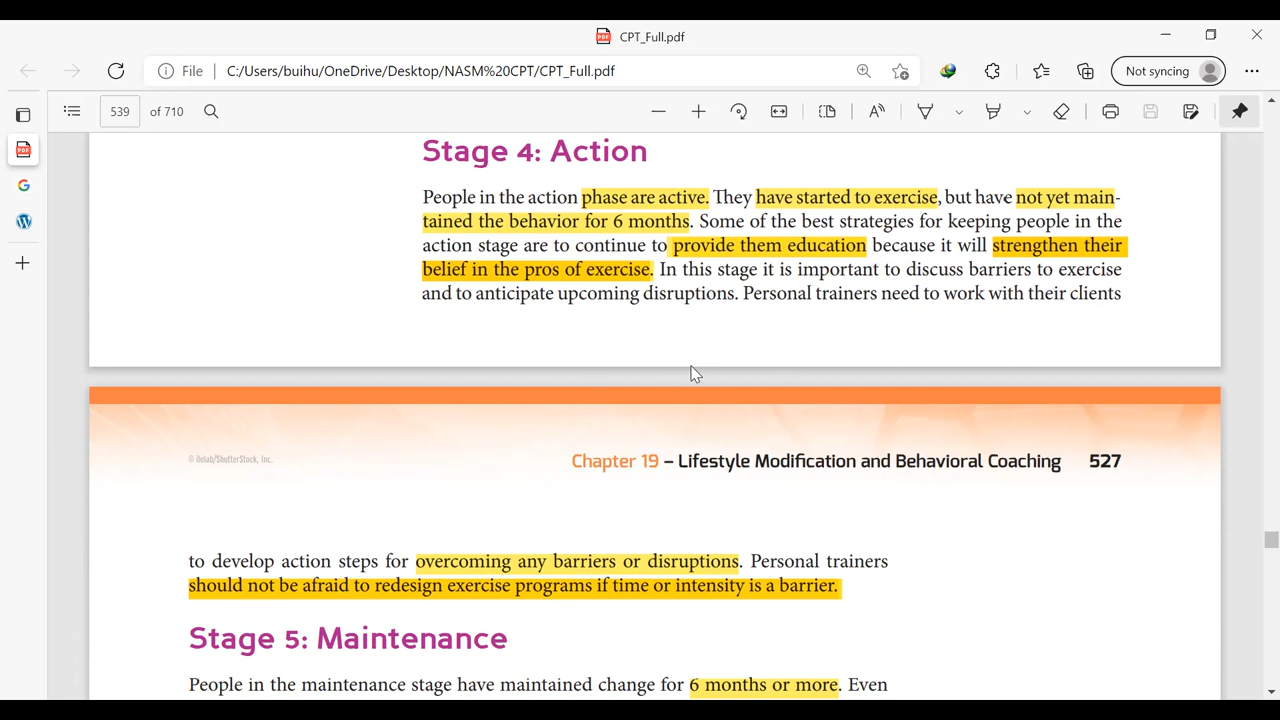 CPT_Full.pdf
File C:/Users/buihu/OneDrive/Desktop/NASM%20CPT/CPT_Full.pdf
Not syncing
539 of 710
Stage 4: Action
People in the action phase are active. They have started to exercise, but have not yet main-
tained the behavior for 6 months. Some of the best strategies for keeping people in the
action stage are to continue to provide them education because it will strengthen their
belief in the pros of exercise. In this stage it is important to discuss barriers to exercise
and to anticipate upcoming disruptions. Personal trainers need to work with their clients
© ilolab/ShutterStock, Inc.
Chapter 19 – Lifestyle Modification and Behavioral Coaching 527
to develop action steps for overcoming any barriers or disruptions. Personal trainers
should not be afraid to redesign exercise programs if time or intensity is a barrier.
Stage 5: Maintenance
People in the maintenance stage have maintained change for 6 months or more. Even